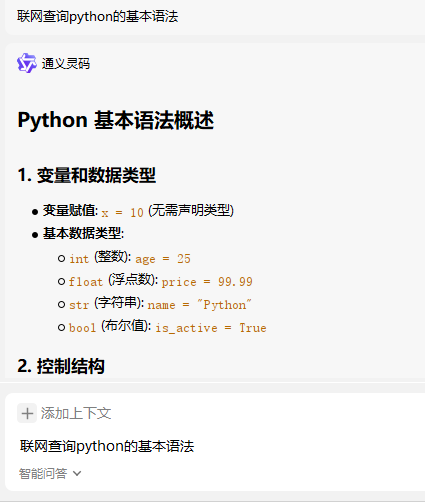 联网查询python的基本语法
通义灵码
Python 基本语法概述
1. 变量和数据类型
• 变量赋值: x = 10 (无需声明类型)
• 基本数据类型:
○ int (整数): age = 25
○ float (浮点数): price = 99.99
○ str (字符串): name = "Python"
○ bool (布尔值): is_active = True
2. 控制结构
添加上下文
联网查询python的基本语法
智能问答